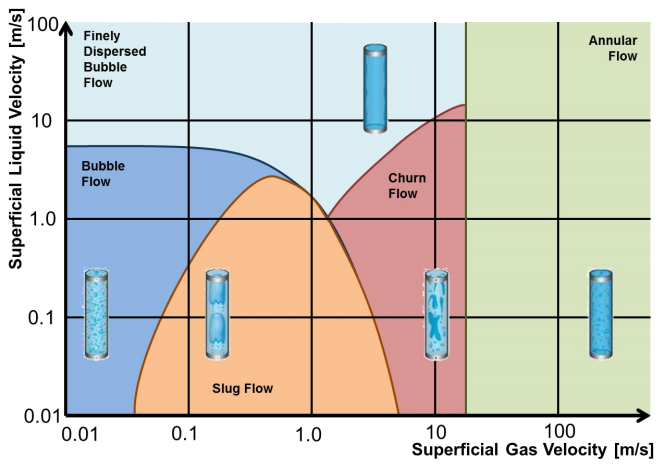 Superficial Liquid Velocity [m/s]
100
10
1.0
0.1
0.01
Finely
Dispersed
Bubble
Flow
Annular
Flow
Bubble
Flow
Churn
Flow
Slug Flow
0.01
0.1
1.0
10
100
Superficial Gas Velocity [m/s]